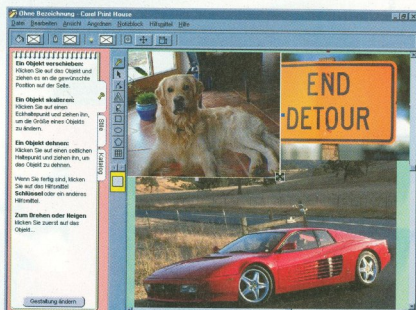 Ohne Bezeichnung - Corel Print House
Datei Bearbeiten Ansicht Angidnen Notizblock Hilfsmittel Hilfe
Ein Objekt verschieben:
Klicken Sie auf das Objekt und
ziehen es an die gewünschte
Position auf der Seite.
Ein Objekt skalieren:
Klicken Sie auf einen
Eckhaltepunkt und ziehen ihn,
um die Größe eines Objekts
zu ändern.
Ein Objekt dehnen:
Klicken Sie auf einen seitlichen
Haltepunkt und ziehen ihn, um
das Objekt zu dehnen.
Wenn Sie fertig sind, klicken
Sie auf das Hilfsmittel
Schlüssel oder ein anderes
Hilfsmittel.
Zum Drehen oder Neigen
klicken Sie zuerst auf das
Objekt...
Gestaltung ändern
Stile
Katalog
END
DETOUR